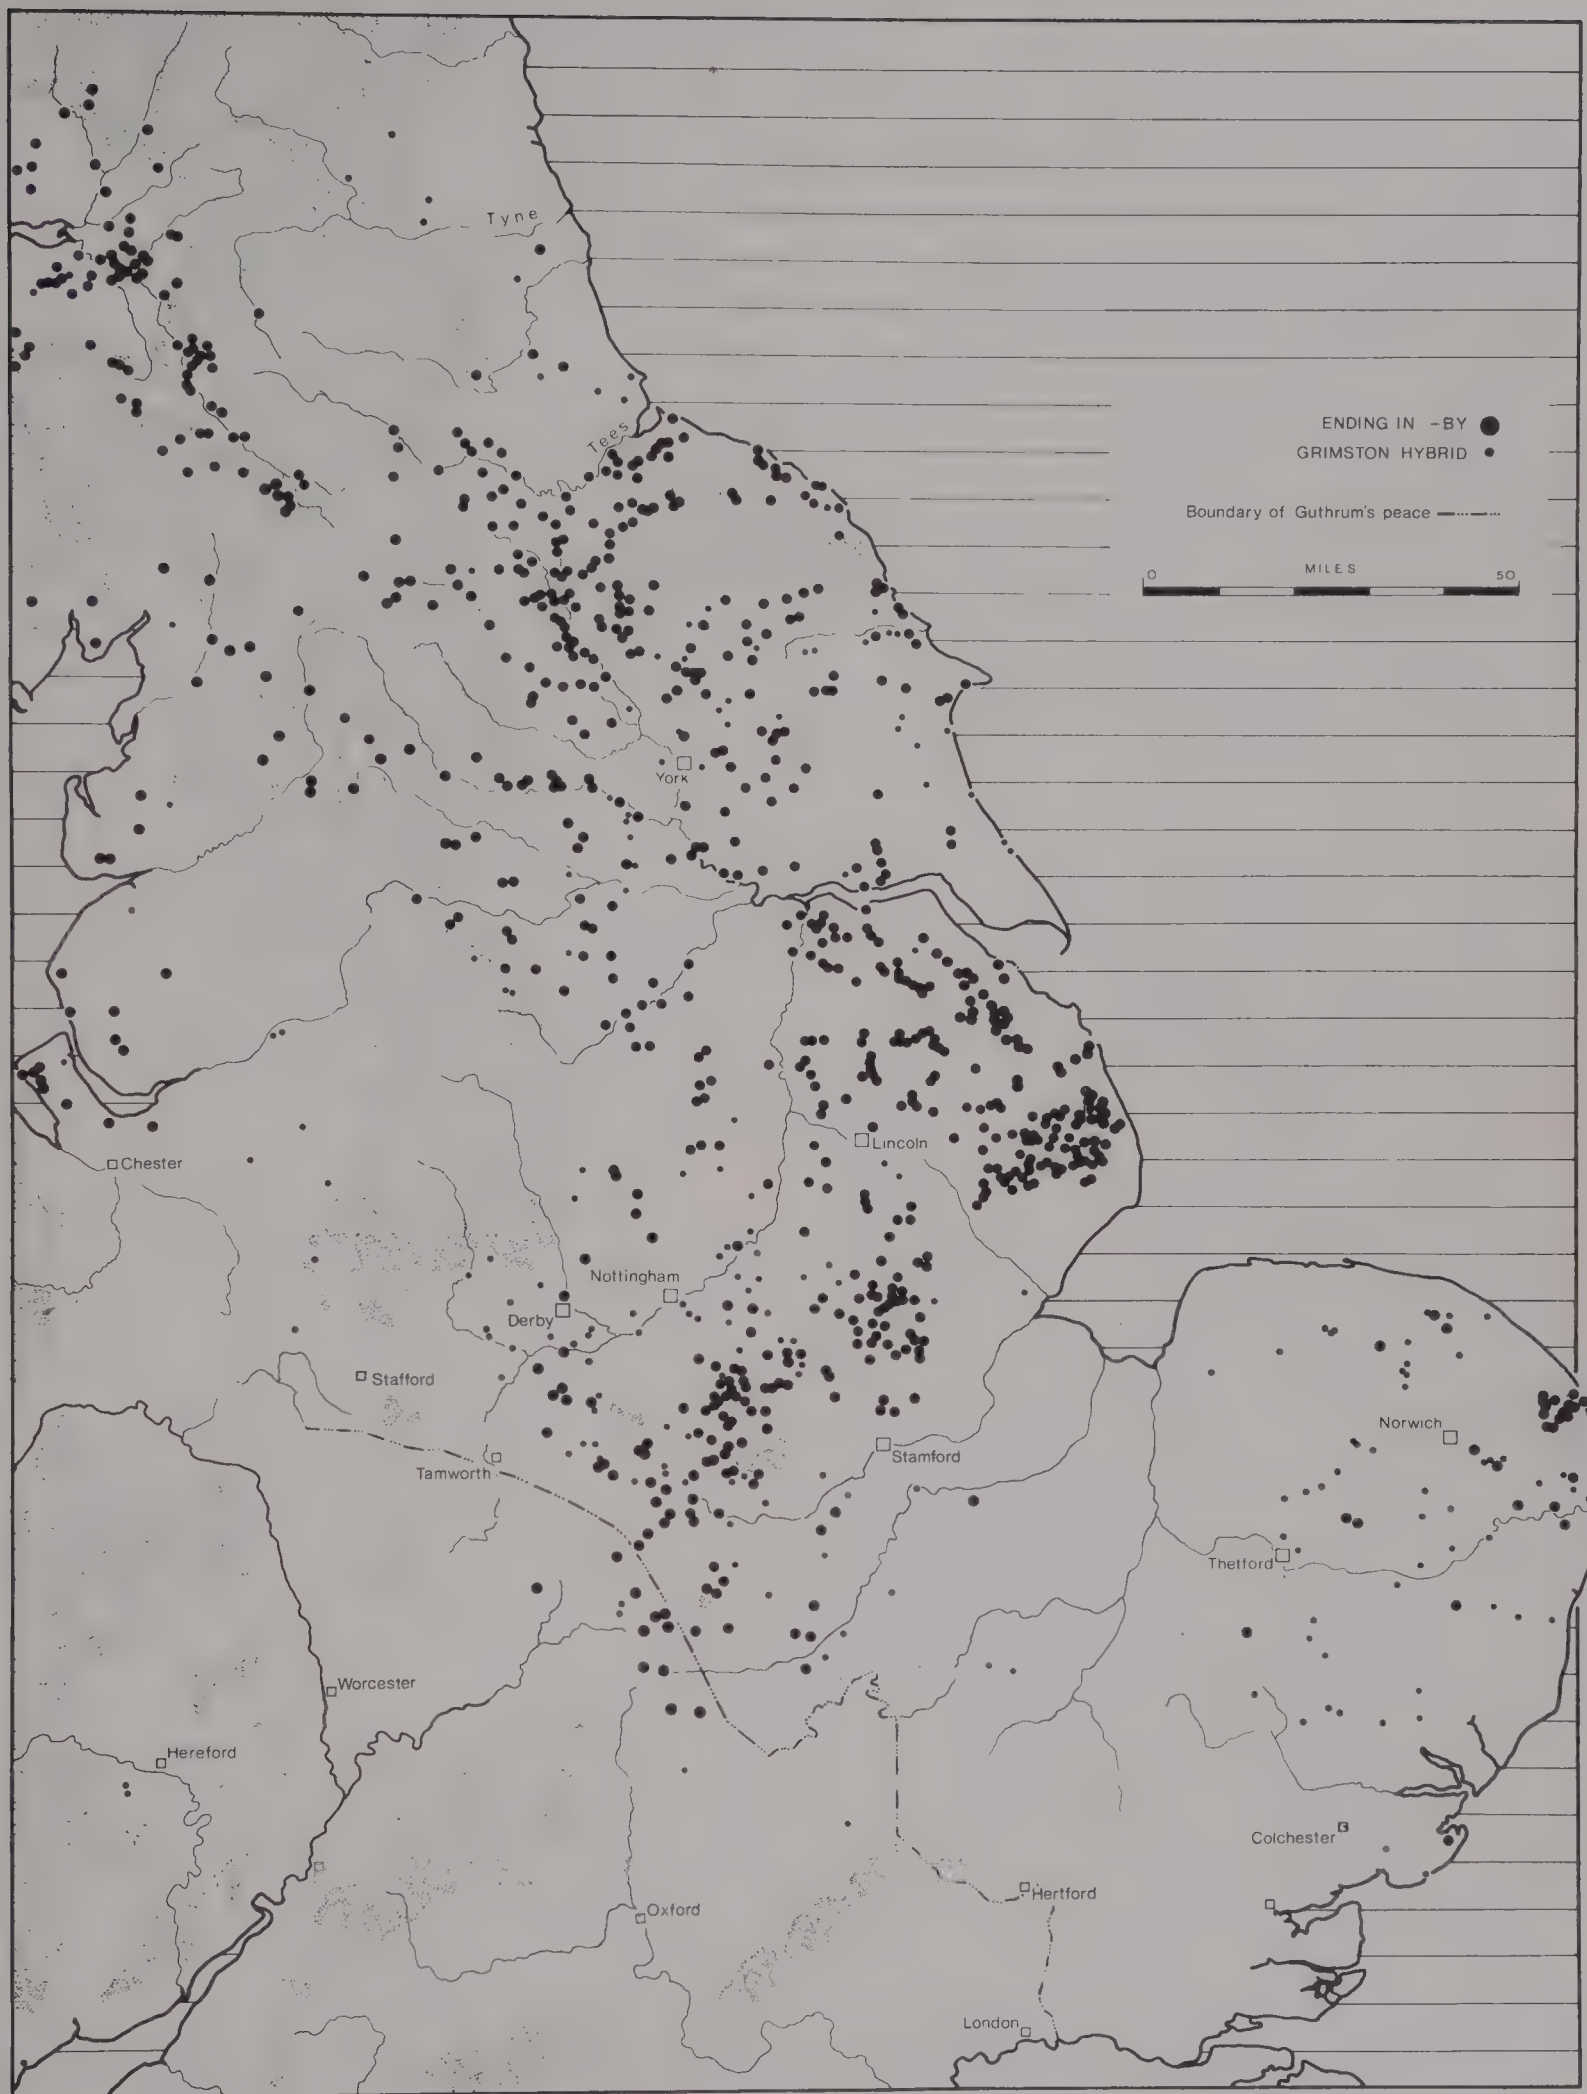 Tyne
Tees
ENDING IN -BY
GRIMSTON HYBRID
Boundary of Guthrum's peace
MILES
0 50
York
Lincoln
Chester
Nottingham
Derby
Stafford
Norwich
Stamford
Tamworth
Thetford
Worcester
Hereford
Colchester
Hertford
Oxford
London